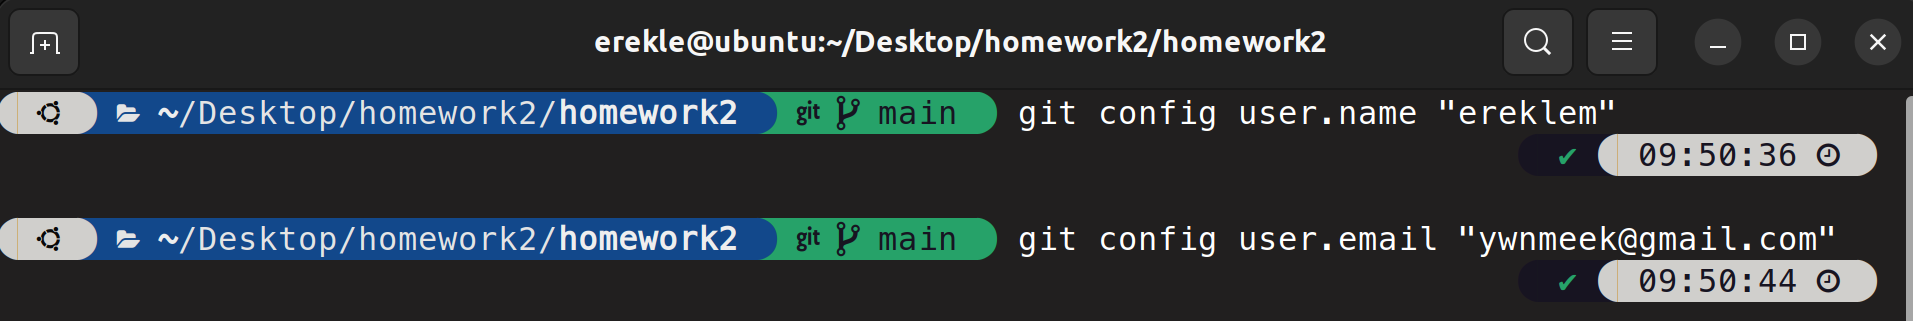 erekle@ubuntu:~/Desktop/homework2/homework2
~/Desktop/homework2/homework2 git main git config user.name "ereklem"
✔ 09:50:36
~/Desktop/homework2/homework2 git main git config user.email "ywnmeek@gmail.com"
✔ 09:50:44